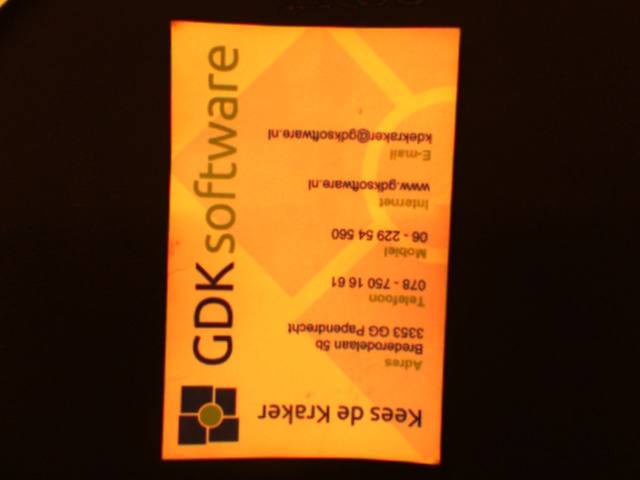 GDK software
Kees de Kraker
Adres
Brederodelaan 5b
3353 GG Papendrecht
Telefoon
078 - 750 16 61
Mobiel
06 - 229 54 560
Internet
www.gdksoftware.nl
E-mail
kdekraker@gdksoftware.nl